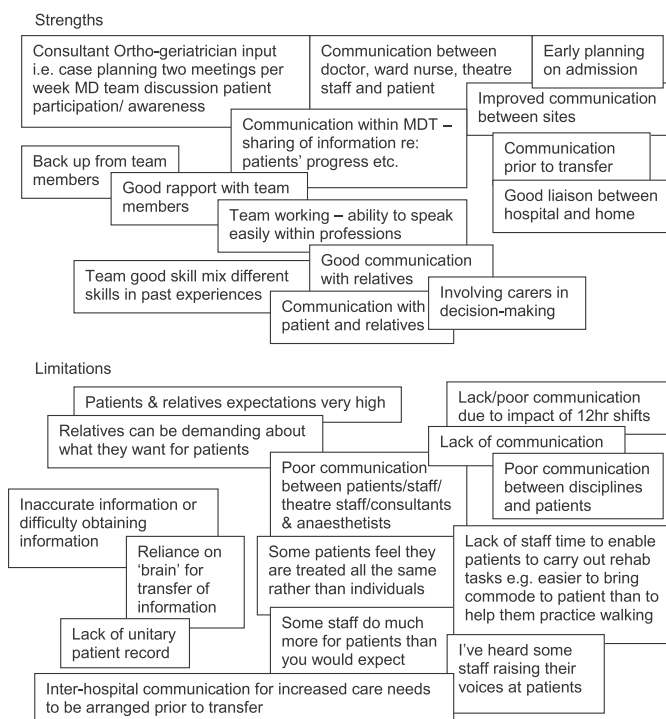 Strengths
Consultant Ortho-geriatrician input
i.e. case planning two meetings per
week MD team discussion patient
participation/ awareness
Communication between
doctor, ward nurse, theatre
staff and patient
Early planning
on admission
Improved communication
between sites
Communication within MDT –
sharing of information re:
patients' progress etc.
Communication
prior to transfer
Back up from team
members
Good rapport with team
members
Good liaison between
hospital and home
Team working – ability to speak
easily within professions
Good communication
with relatives
Team good skill mix different
skills in past experiences
Involving carers in
decision-making
Communication with
patient and relatives
Limitations
Patients & relatives expectations very high
Lack/poor communication
due to impact of 12hr shifts
Relatives can be demanding about
what they want for patients
Lack of communication
Poor communication
between patients/staff/
theatre staff/consultants
& anaesthetists
Poor communication
between disciplines
and patients
Inaccurate information or
difficulty obtaining
information
Reliance on
‘brain’ for
transfer of
information
Some patients feel they
are treated all the same
rather than individuals
Lack of staff time to enable
patients to carry out rehab
tasks e.g. easier to bring
commode to patient than to
help them practice walking
Some staff do much
more for patients than
you would expect
Lack of unitary
patient record
I've heard some
staff raising their
voices at patients
Inter-hospital communication for increased care needs
to be arranged prior to transfer